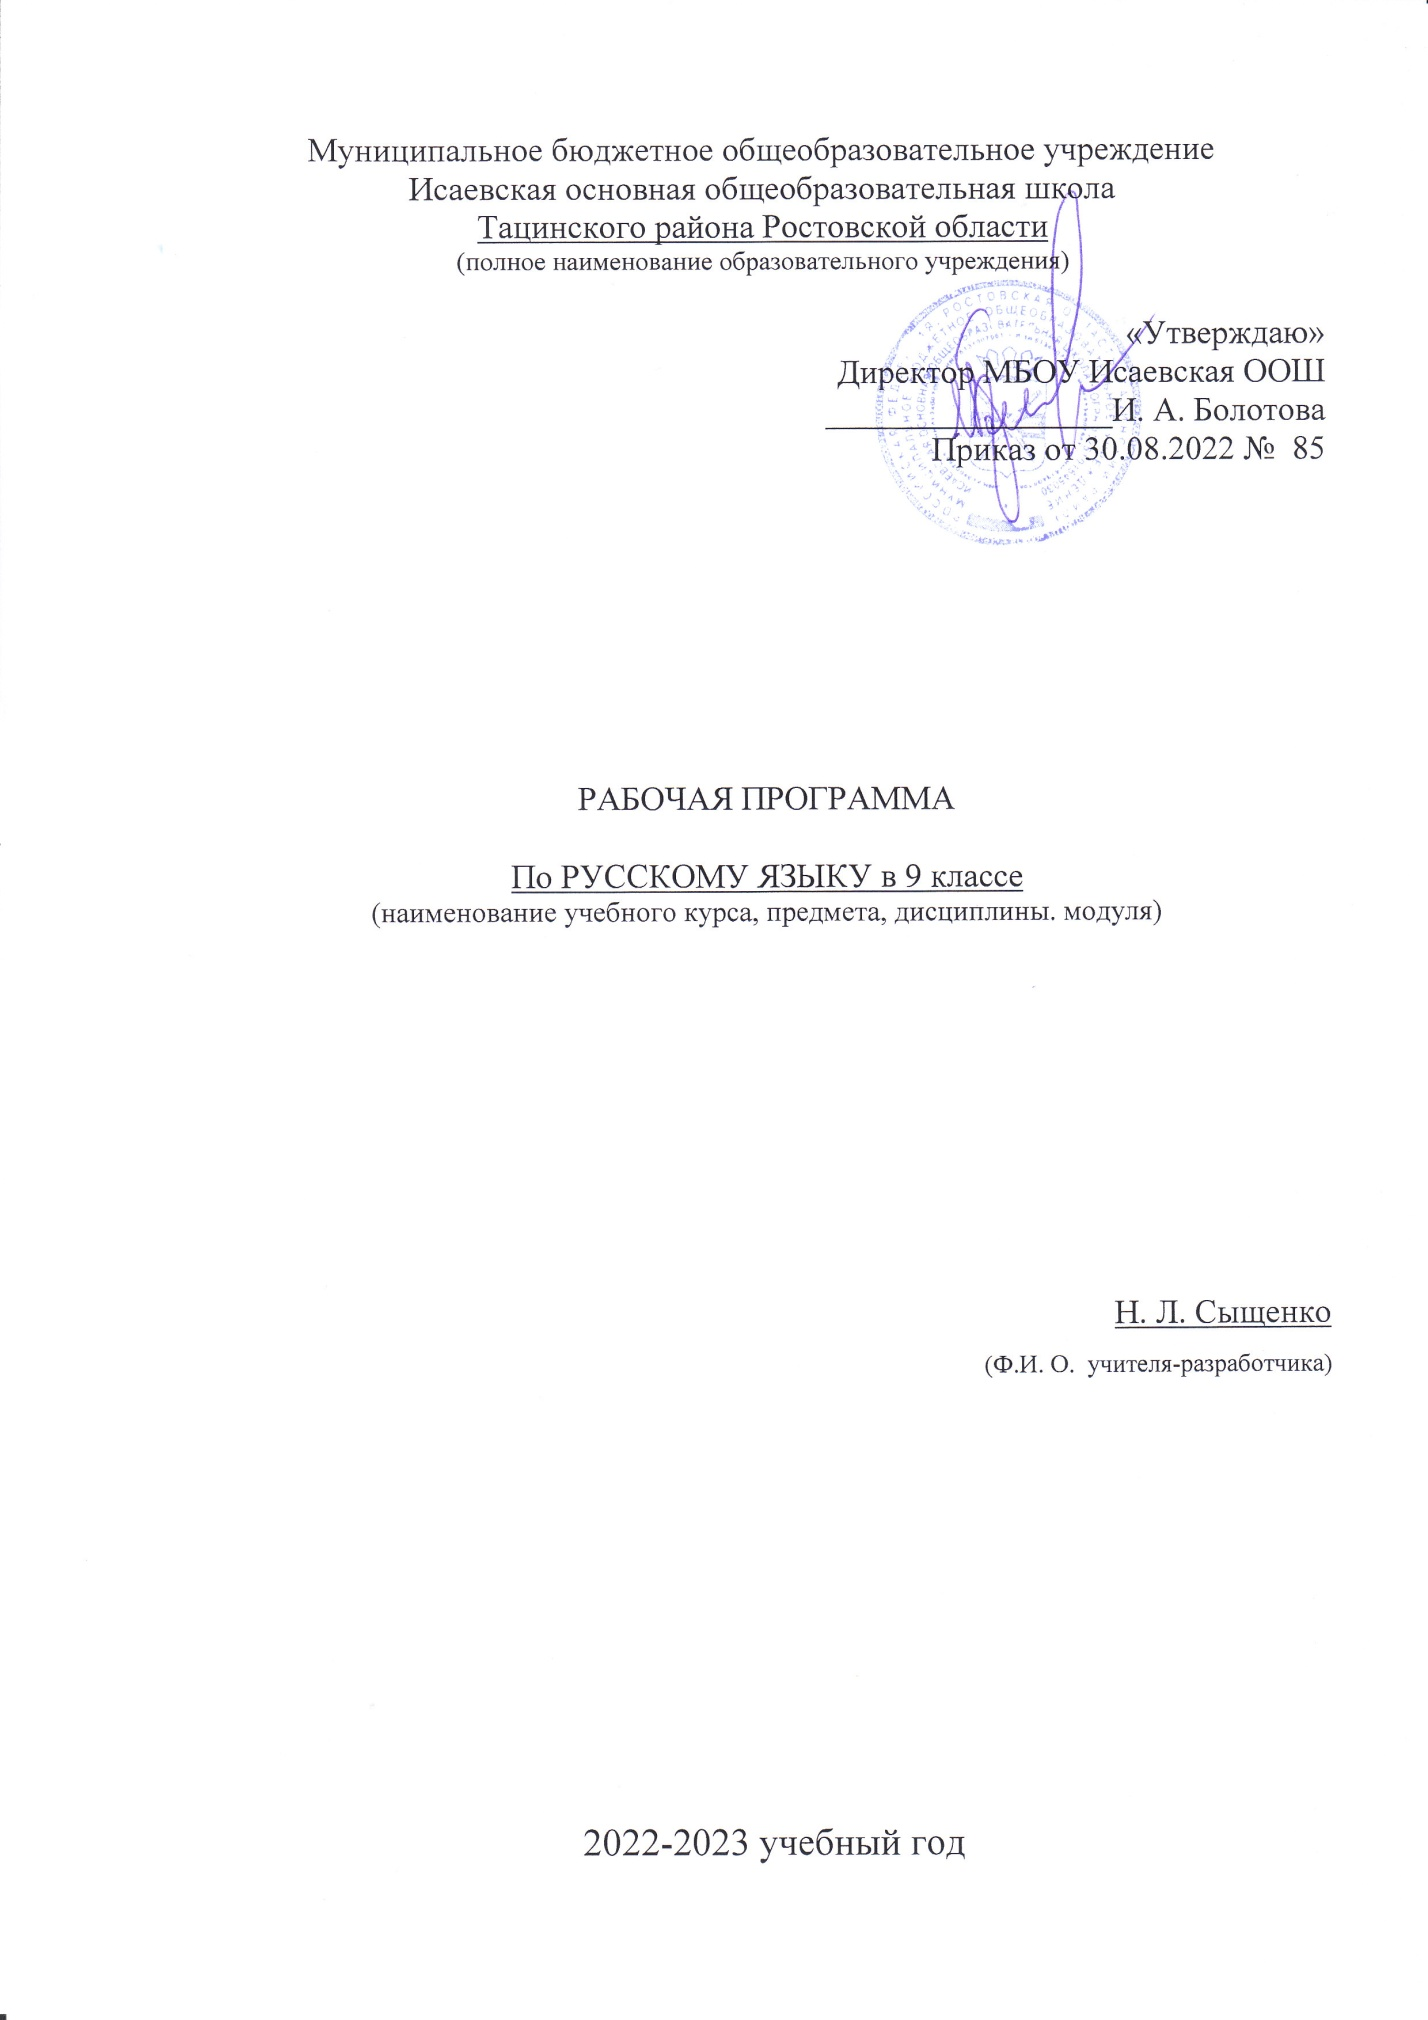 Муниципальное бюджетное общеобразовательное учреждение
Исаевская основная общеобразовательная школа
Тацинского района Ростовской области
(полное наименование образовательного учреждения)
«Утверждаю»
Директор МБОУ Исаевская ООШ
И. А. Болотова
Приказ от 30.08.2022 № 85
РАБОЧАЯ ПРОГРАММА
По РУССКОМУ ЯЗЫКУ в 9 классе
(наименование учебного курса, предмета, дисциплины. модуля)
Н. Л. Сыщенко
(Ф.И. О. учителя-разработчика)
2022-2023 учебный год